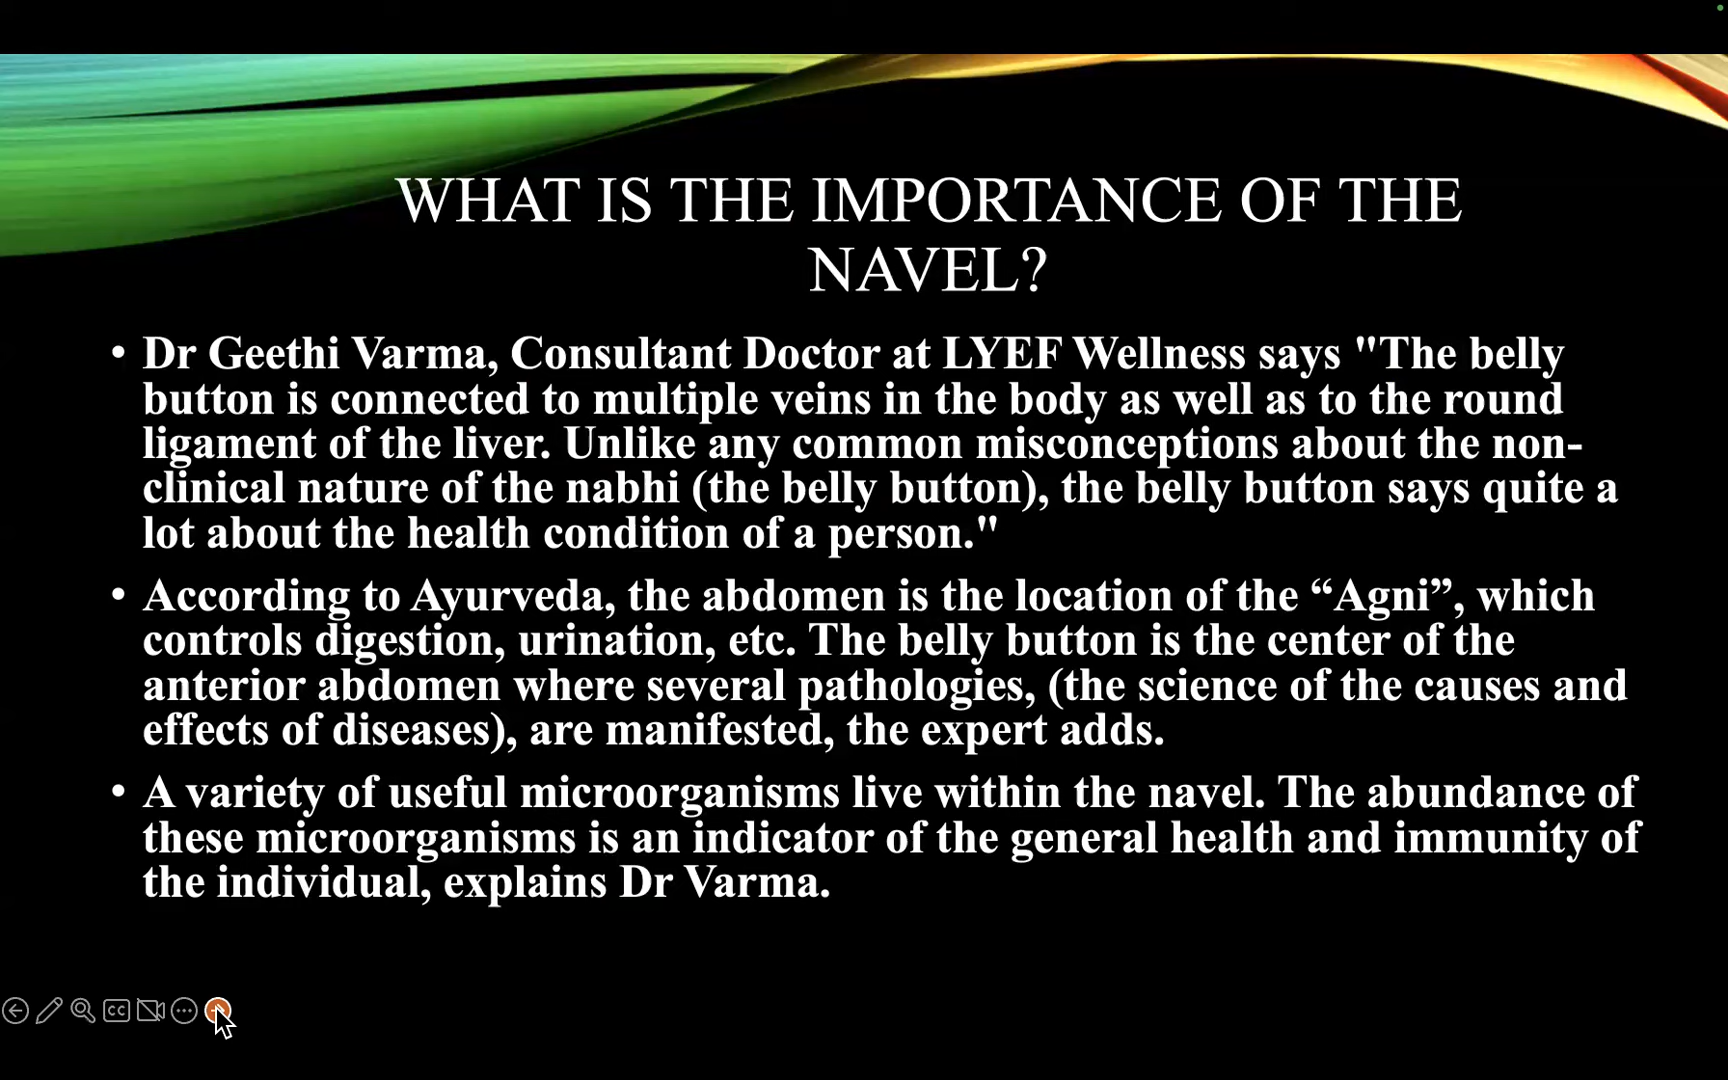 WHAT IS THE IMPORTANCE OF THE
NAVEL?
• Dr Geethi Varma, Consultant Doctor at LYEF Wellness says "The belly
button is connected to multiple veins in the body as well as to the round
ligament of the liver. Unlike any common misconceptions about the non-
clinical nature of the nabhi (the belly button), the belly button says quite a
lot about the health condition of a person."
• According to Ayurveda, the abdomen is the location of the “Agni”, which
controls digestion, urination, etc. The belly button is the center of the
anterior abdomen where several pathologies, (the science of the causes and
effects of diseases), are manifested, the expert adds.
• A variety of useful microorganisms live within the navel. The abundance of
these microorganisms is an indicator of the general health and immunity of
the individual, explains Dr Varma.
CC